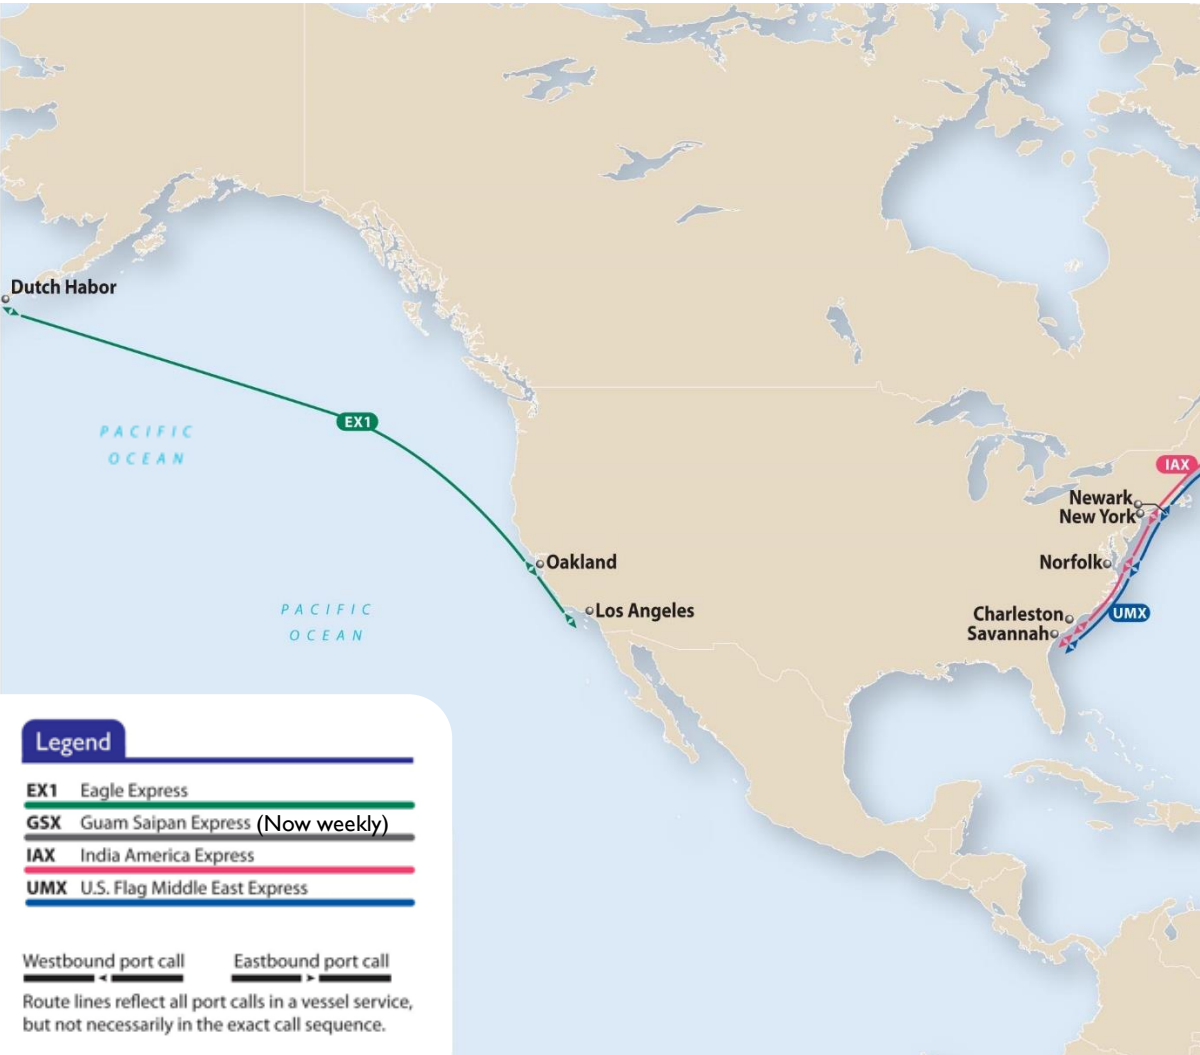 Dutch Habor
EX1
PACIFIC
OCEAN
IAX
Newark
New York
Oakland
Norfolk
PACIFIC
OCEAN
Los Angeles
Charleston
UMX
Savannah
Legend
EX1 Eagle Express
GSX Guam Saipan Express (Now weekly)
IAX India America Express
UMX U.S. Flag Middle East Express
Westbound port call Eastbound port call
Route lines reflect all port calls in a vessel service,
but not necessarily in the exact call sequence.